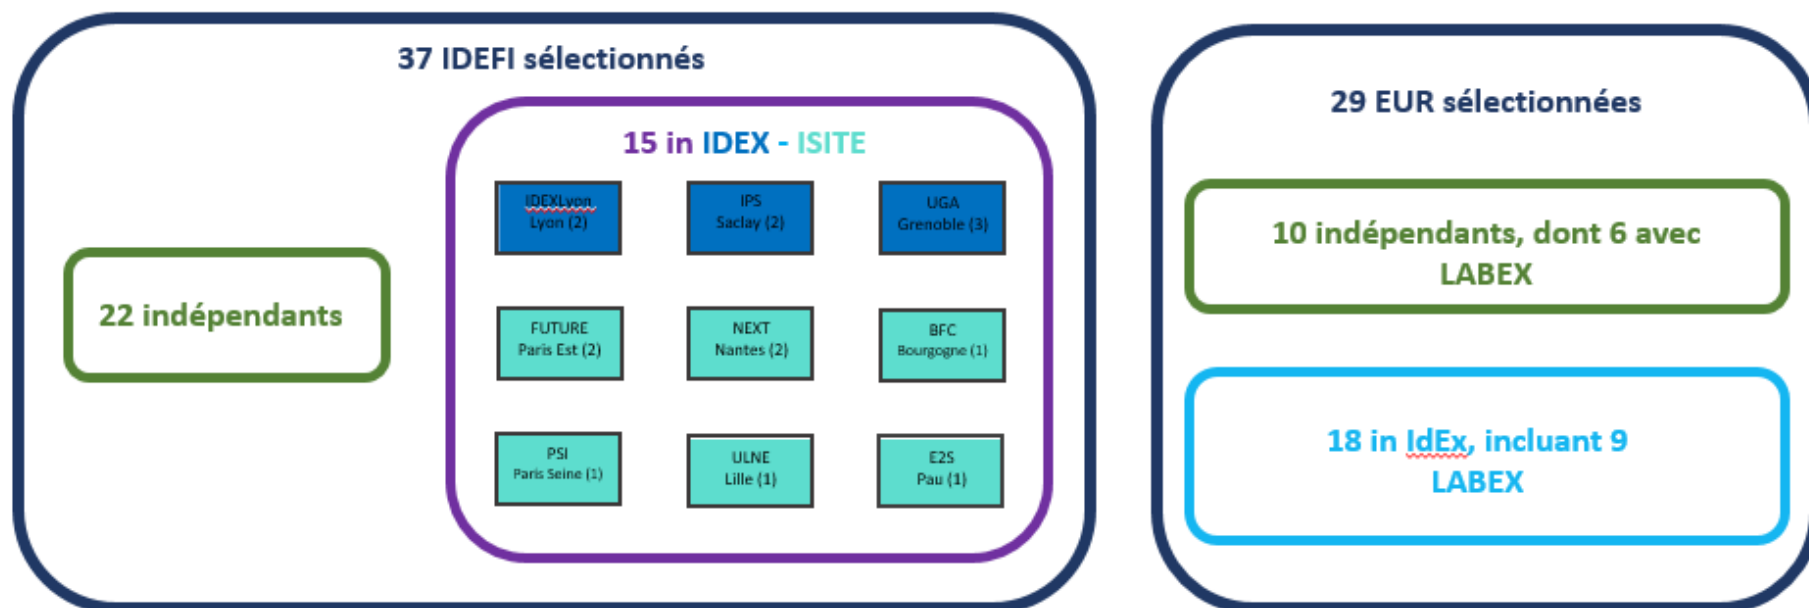 37 IDEFI sélectionnés
15 in IDEX - ISITE
IDEXLyon
Lyon (2)
IPS
Saclay (2)
UGA
Grenoble (3)
22 indépendants
FUTURE
Paris Est (2)
NEXT
Nantes (2)
BFC
Bourgogne (1)
PSI
Paris Seine (1)
ULNE
Lille (1)
E2S
Pau (1)
29 EUR sélectionnées
10 indépendants, dont 6 avec
LABEX
18 in IdEx, incluant 9
LABEX